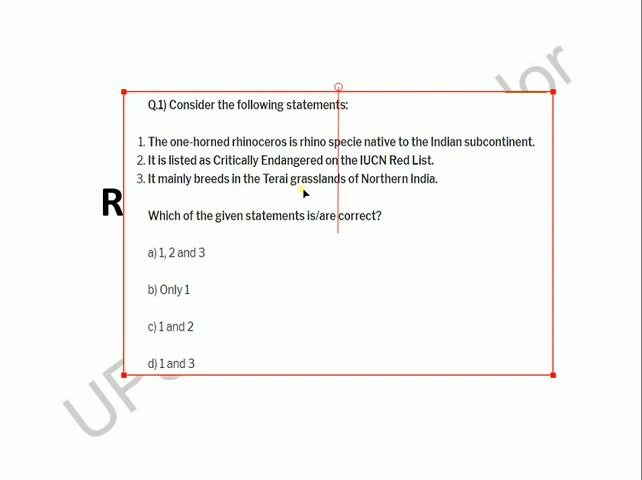 Q.1) Consider the following statements:
1. The one-horned rhinoceros is rhino specie native to the Indian subcontinent.
2. It is listed as Critically Endangered on the IUCN Red List.
3. It mainly breeds in the Terai grasslands of Northern India.
R
Which of the given statements is/are correct?
a) 1, 2 and 3
b) Only 1
c) 1 and 2
d) 1 and 3